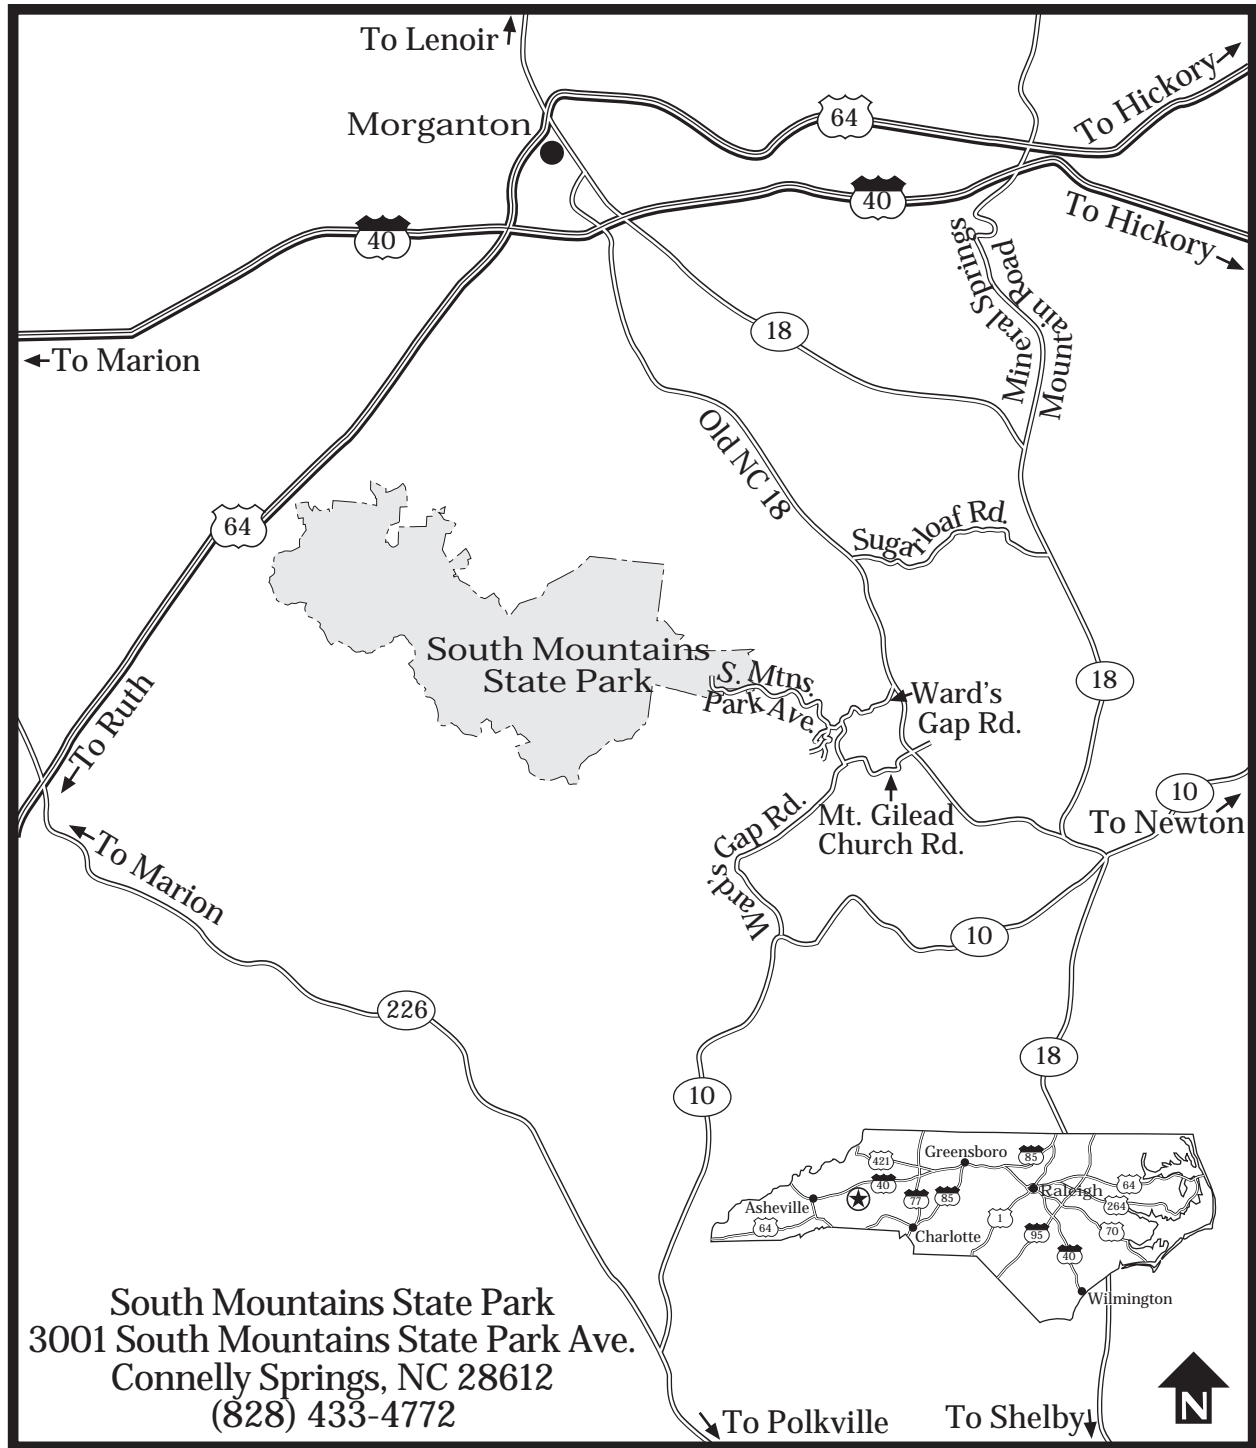 To Lenoir
Morganton
64
To Hickory
40
40
To Hickory
Mineral Springs
Mountain Road
To Marion
18
Old NC 18
64
Sugarloaf Rd.
South Mountains
State Park
S. Mtns.
Park Ave.
Ward's
Gap Rd.
18
To Ruth
10
To Newton
Mt. Gilead
Church Rd.
Ward's Gap Rd.
To Marion
10
226
18
10
Greensboro
421
85
40
77
85
Raleigh
64
264
Asheville
64
Charlotte
1
95
70
40
Wilmington
South Mountains State Park
3001 South Mountains State Park Ave.
Connelly Springs, NC 28612
(828) 433-4772
To Polkville
To Shelby
N